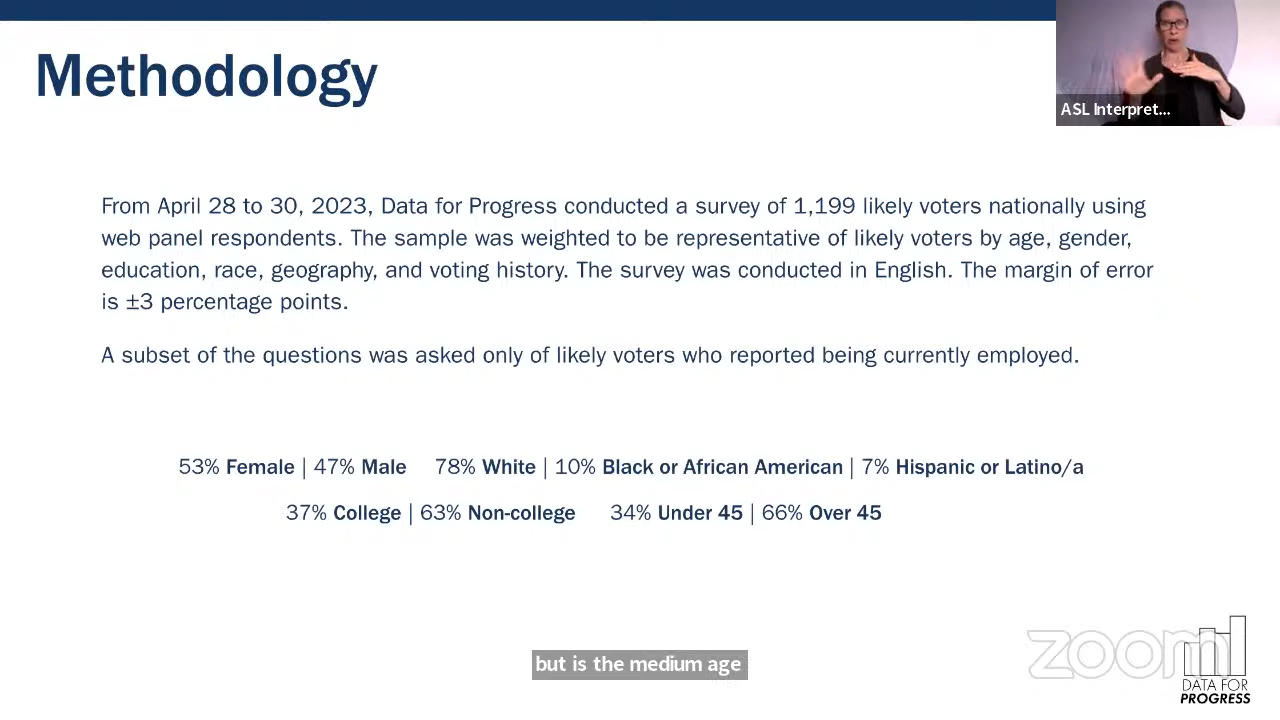 Methodology
ASL Interpret...
From April 28 to 30, 2023, Data for Progress conducted a survey of 1,199 likely voters nationally using
web panel respondents. The sample was weighted to be representative of likely voters by age, gender,
education, race, geography, and voting history. The survey was conducted in English. The margin of error
is ±3 percentage points.
A subset of the questions was asked only of likely voters who reported being currently employed.
53% Female | 47% Male 78% White | 10% Black or African American | 7% Hispanic or Latino/a
37% College | 63% Non-college 34% Under 45 | 66% Over 45
but is the medium age
zoom
DATA FOR
PROGRESS